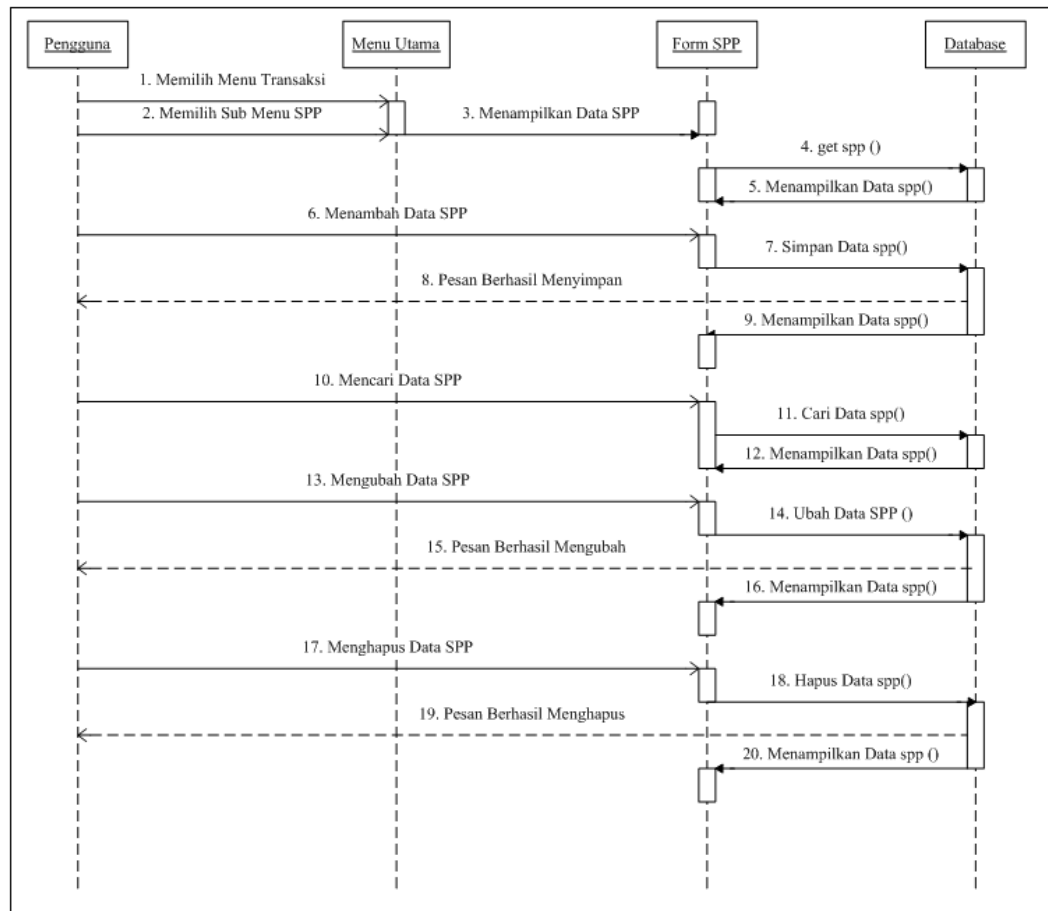 Pengguna
Menu Utama
Form SPP
Database
1. Memilih Menu Transaksi
2. Memilih Sub Menu SPP
3. Menampilkan Data SPP
4. get spp ()
5. Menampilkan Data spp()
6. Menambah Data SPP
7. Simpan Data spp()
8. Pesan Berhasil Menyimpan
9. Menampilkan Data spp()
10. Mencari Data SPP
11. Cari Data spp()
12. Menampilkan Data spp()
13. Mengubah Data SPP
14. Ubah Data SPP ()
15. Pesan Berhasil Mengubah
16. Menampilkan Data spp()
17. Menghapus Data SPP
18. Hapus Data spp()
19. Pesan Berhasil Menghapus
20. Menampilkan Data spp ()